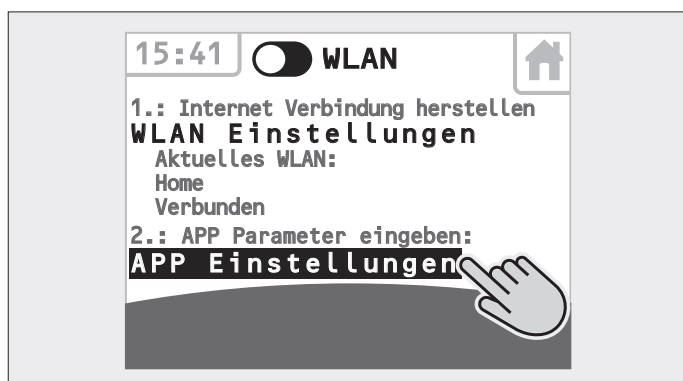 15:41 WLAN
1.: Internet Verbindung herstellen
WLAN Einstellungen
Aktuelles WLAN:
Home
Verbunden
2.: APP Parameter eingeben:
APP Einstellungen